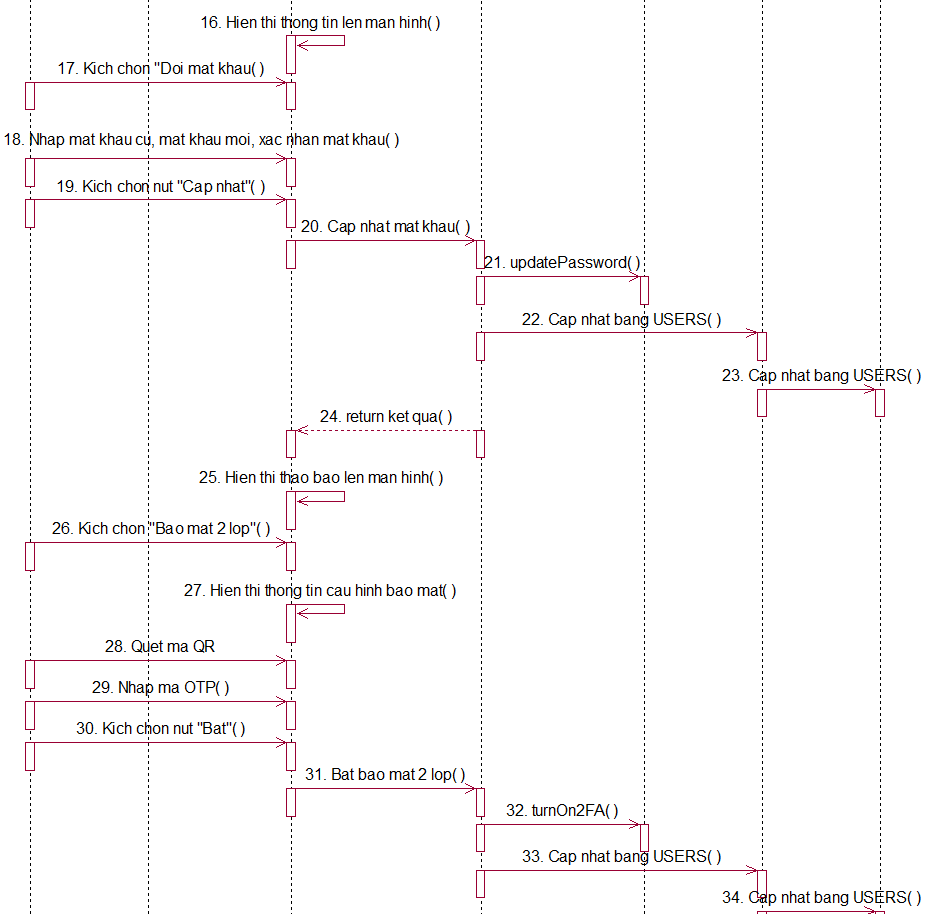 16. Hien thi thong tin len man hinh( )
17. Kich chon "Doi mat khau( )
18. Nhap mat khau cu, mat khau moi, xac nhan mat khau( )
19. Kich chon nut "Cap nhat"( )
20. Cap nhat mat khau( )
21. updatePassword( )
22. Cap nhat bang USERS( )
23. Cap nhat bang USERS( )
24. return ket qua( )
25. Hien thi thao bao len man hinh( )
26. Kich chon "Bao mat 2 lop"( )
27. Hien thi thong tin cau hinh bao mat( )
28. Quet ma QR
29. Nhap ma OTP( )
30. Kich chon nut "Bat"( )
31. Bat bao mat 2 lop( )
32. turnOn2FA( )
33. Cap nhat bang USERS( )
34. Cap nhat bang USERS( )